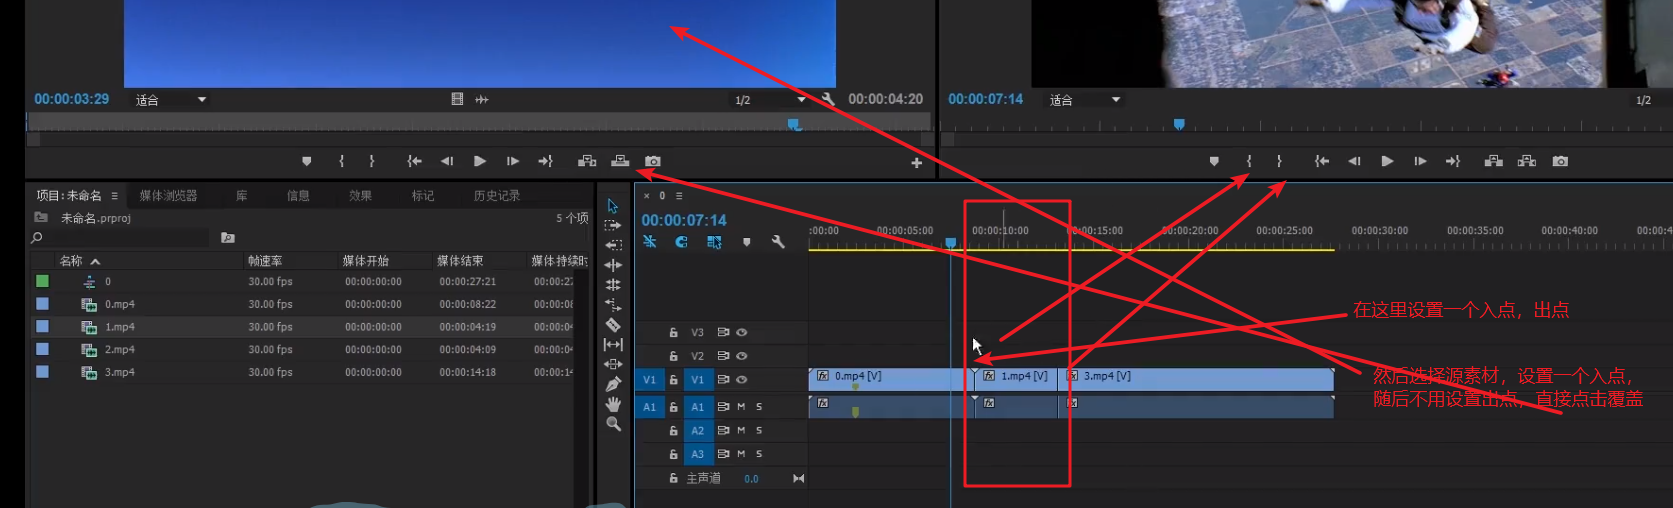 00:00:03:29 适合 1/2 00:00:04:20
00:00:07:14 适合 1/2
项目:未命名 媒体浏览器 库 信息 效果 标记 历史记录
未命名.prproj 5 个项
名称 帧速率 媒体开始 媒体结束 媒体持续时
0 30.00 fps 00:00:00:00 00:00:27:21 00:00:27
0.mp4 30.00 fps 00:00:00:00 00:00:08:22 00:00:08
1.mp4 30.00 fps 00:00:00:00 00:00:04:19 00:00:04
2.mp4 30.00 fps 00:00:00:00 00:00:04:09 00:00:04
3.mp4 30.00 fps 00:00:00:00 00:00:14:18 00:00:14
× 0
00:00:07:14
:00:00 00:00:05:00 00:00:10:00 00:00:15:00 00:00:20:00 00:00:25:00 00:00:30:00 00:00:35:00 00:00:40:00 00:00:4
在这里设置一个入点，出点
V3
V2
V1 V1 fx 0.mp4 [V] fx 1.mp4 [V] fx 3.mp4 [V]
然后选择源素材，设置一个入点，
随后不用设置出点，直接点击覆盖
A1 A1 M S fx fx fx
A2 M S
A3 M S
主声道 0.0